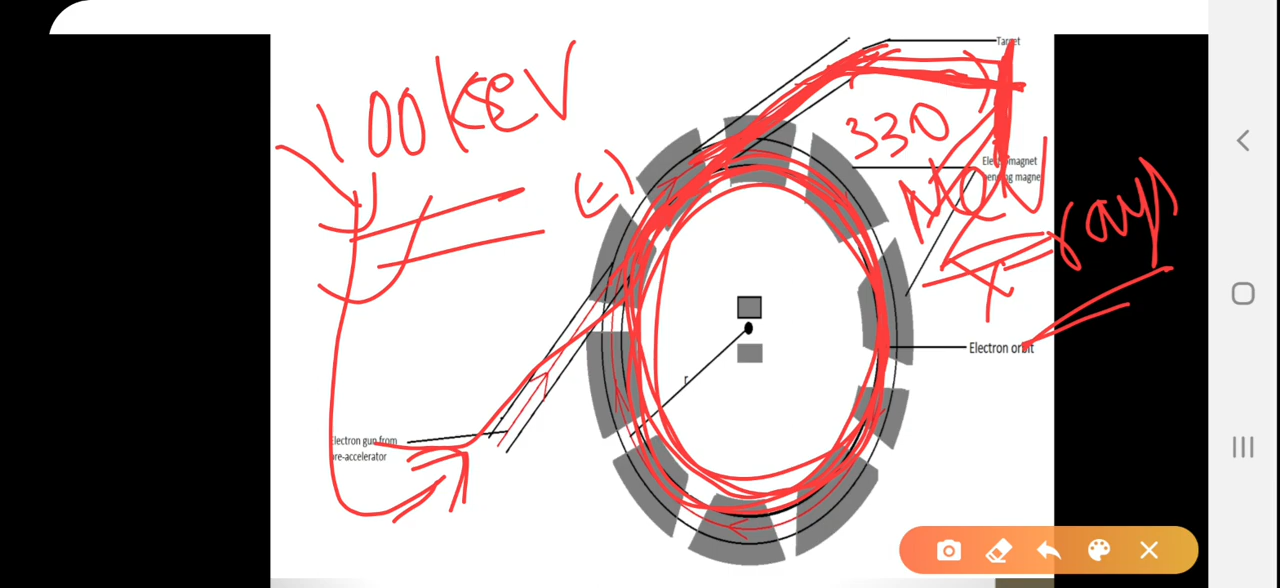 Target
100 KeV
330
MeV
Electromagnet
bending magnet
X rays
r
Electron orbit
Electron gun from
pre-accelerator